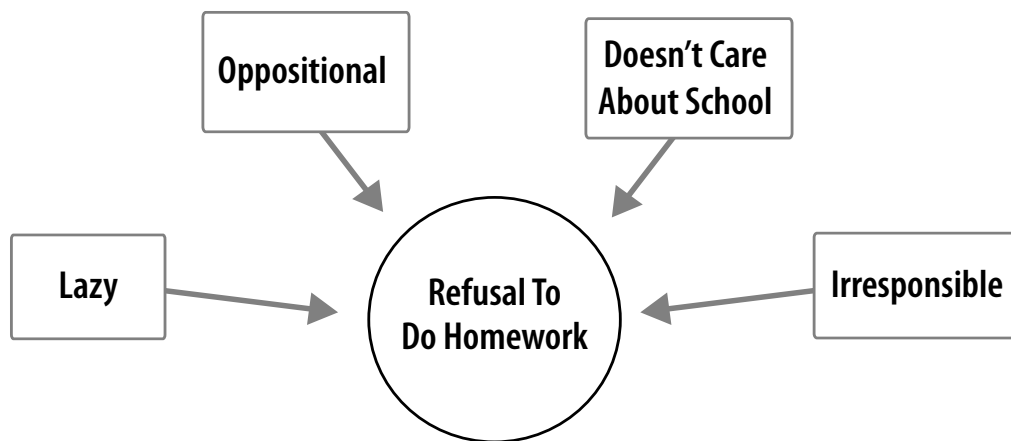 Oppositional
Doesn’t Care
About School
Lazy
Refusal To
Do Homework
Irresponsible